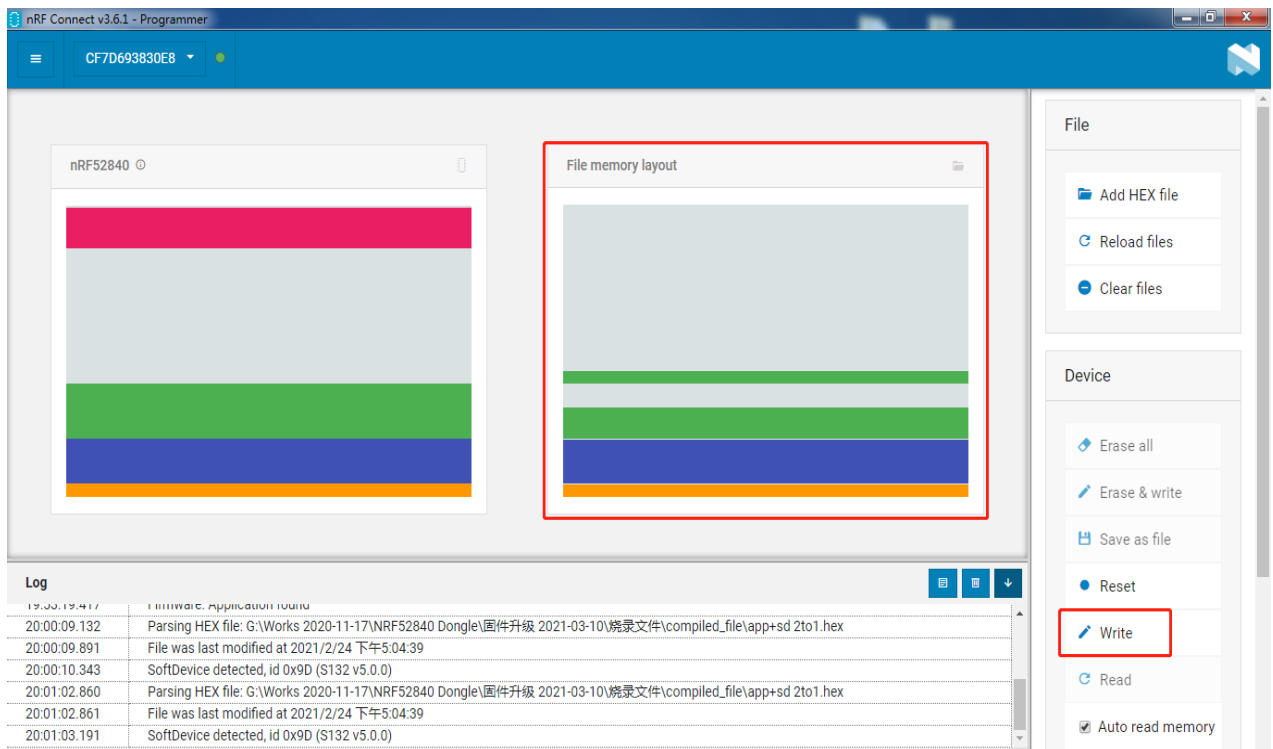 nRF Connect v3.6.1 - Programmer
CF7D693830E8
nRF52840
File memory layout
File
Add HEX file
Reload files
Clear files
Device
Erase all
Erase & write
Save as file
Reset
Write
Read
Auto read memory
Log
19:53:19.417 Firmware: Application found
20:00:09.132 Parsing HEX file: G:\Works 2020-11-17\NRF52840 Dongle\固件升级 2021-03-10\烧录文件\compiled_file\app+sd 2to1.hex
20:00:09.891 File was last modified at 2021/2/24 下午5:04:39
20:00:10.343 SoftDevice detected, id 0x9D (S132 v5.0.0)
20:01:02.860 Parsing HEX file: G:\Works 2020-11-17\NRF52840 Dongle\固件升级 2021-03-10\烧录文件\compiled_file\app+sd 2to1.hex
20:01:02.861 File was last modified at 2021/2/24 下午5:04:39
20:01:03.191 SoftDevice detected, id 0x9D (S132 v5.0.0)